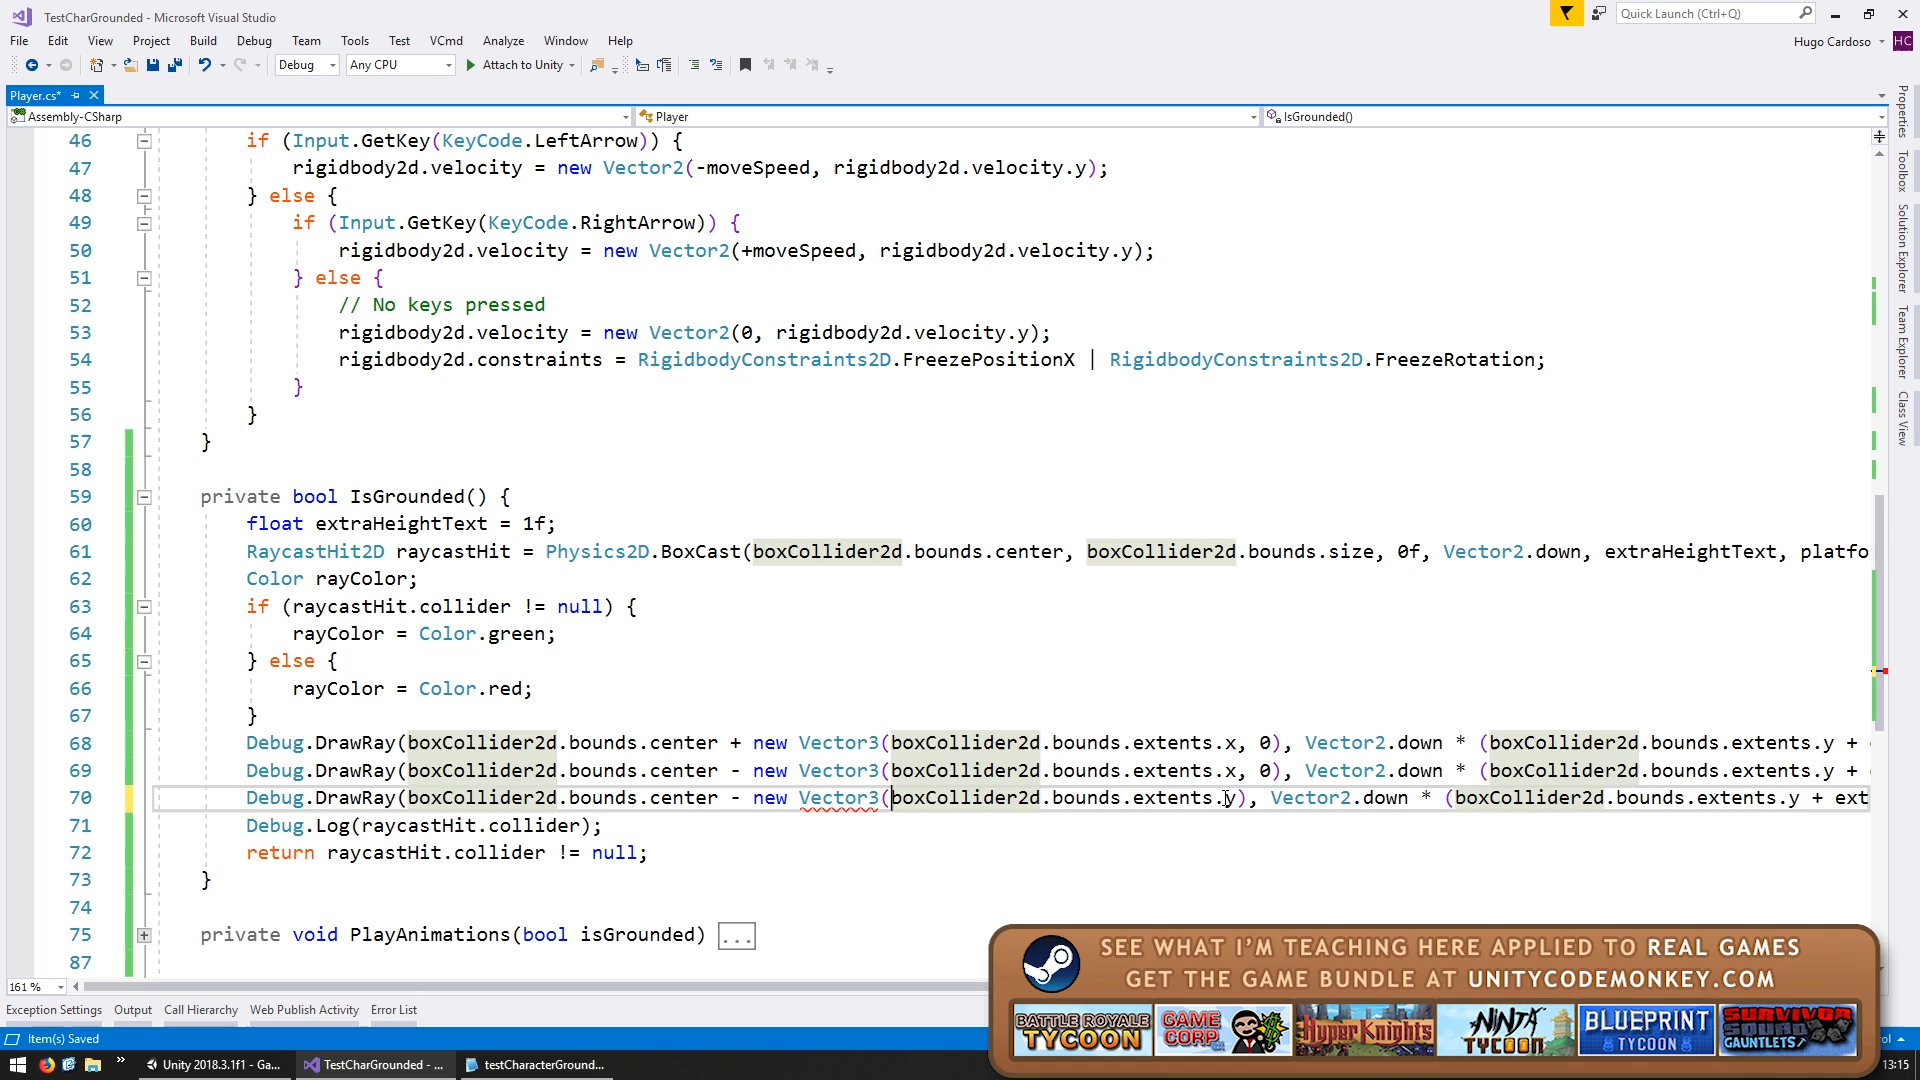 TestCharGrounded - Microsoft Visual Studio
Quick Launch (Ctrl+Q)
File Edit View Project Build Debug Team Tools Test VCmd Analyze Window Help
Hugo Cardoso HC
Debug Any CPU Attach to Unity
Player.cs*
Assembly-CSharp Player IsGrounded()
46 if (Input.GetKey(KeyCode.LeftArrow)) {
47 rigidbody2d.velocity = new Vector2(-moveSpeed, rigidbody2d.velocity.y);
48 } else {
49 if (Input.GetKey(KeyCode.RightArrow)) {
50 rigidbody2d.velocity = new Vector2(+moveSpeed, rigidbody2d.velocity.y);
51 } else {
52 // No keys pressed
53 rigidbody2d.velocity = new Vector2(0, rigidbody2d.velocity.y);
54 rigidbody2d.constraints = RigidbodyConstraints2D.FreezePositionX | RigidbodyConstraints2D.FreezeRotation;
55 }
56 }
57 }
58
59 private bool IsGrounded() {
60 float extraHeightText = 1f;
61 RaycastHit2D raycastHit = Physics2D.BoxCast(boxCollider2d.bounds.center, boxCollider2d.bounds.size, 0f, Vector2.down, extraHeightText, platfo
62 Color rayColor;
63 if (raycastHit.collider != null) {
64 rayColor = Color.green;
65 } else {
66 rayColor = Color.red;
67 }
68 Debug.DrawRay(boxCollider2d.bounds.center + new Vector3(boxCollider2d.bounds.extents.x, 0), Vector2.down * (boxCollider2d.bounds.extents.y +
69 Debug.DrawRay(boxCollider2d.bounds.center - new Vector3(boxCollider2d.bounds.extents.x, 0), Vector2.down * (boxCollider2d.bounds.extents.y +
70 Debug.DrawRay(boxCollider2d.bounds.center - new Vector3(boxCollider2d.bounds.extents.y), Vector2.down * (boxCollider2d.bounds.extents.y + ext
71 Debug.Log(raycastHit.collider);
72 return raycastHit.collider != null;
73 }
74
75 private void PlayAnimations(bool isGrounded) ...
87
Properties
Toolbox
Solution Explorer
Team Explorer
Class View
161 %
Exception Settings Output Call Hierarchy Web Publish Activity Error List
Item(s) Saved
SEE WHAT I'M TEACHING HERE APPLIED TO REAL GAMES
GET THE GAME BUNDLE AT UNITYCODEMONKEY.COM
BATTLE ROYALE TYCOON
GAME CORP
HYPER KNIGHTS
NINJA TYCOON
BLUEPRINT TYCOON
SURVIVOR SQUAD GAUNTLETS
Unity 2018.3.1f1 - Ga... TestCharGrounded - ... testCharacterGround... 13:15